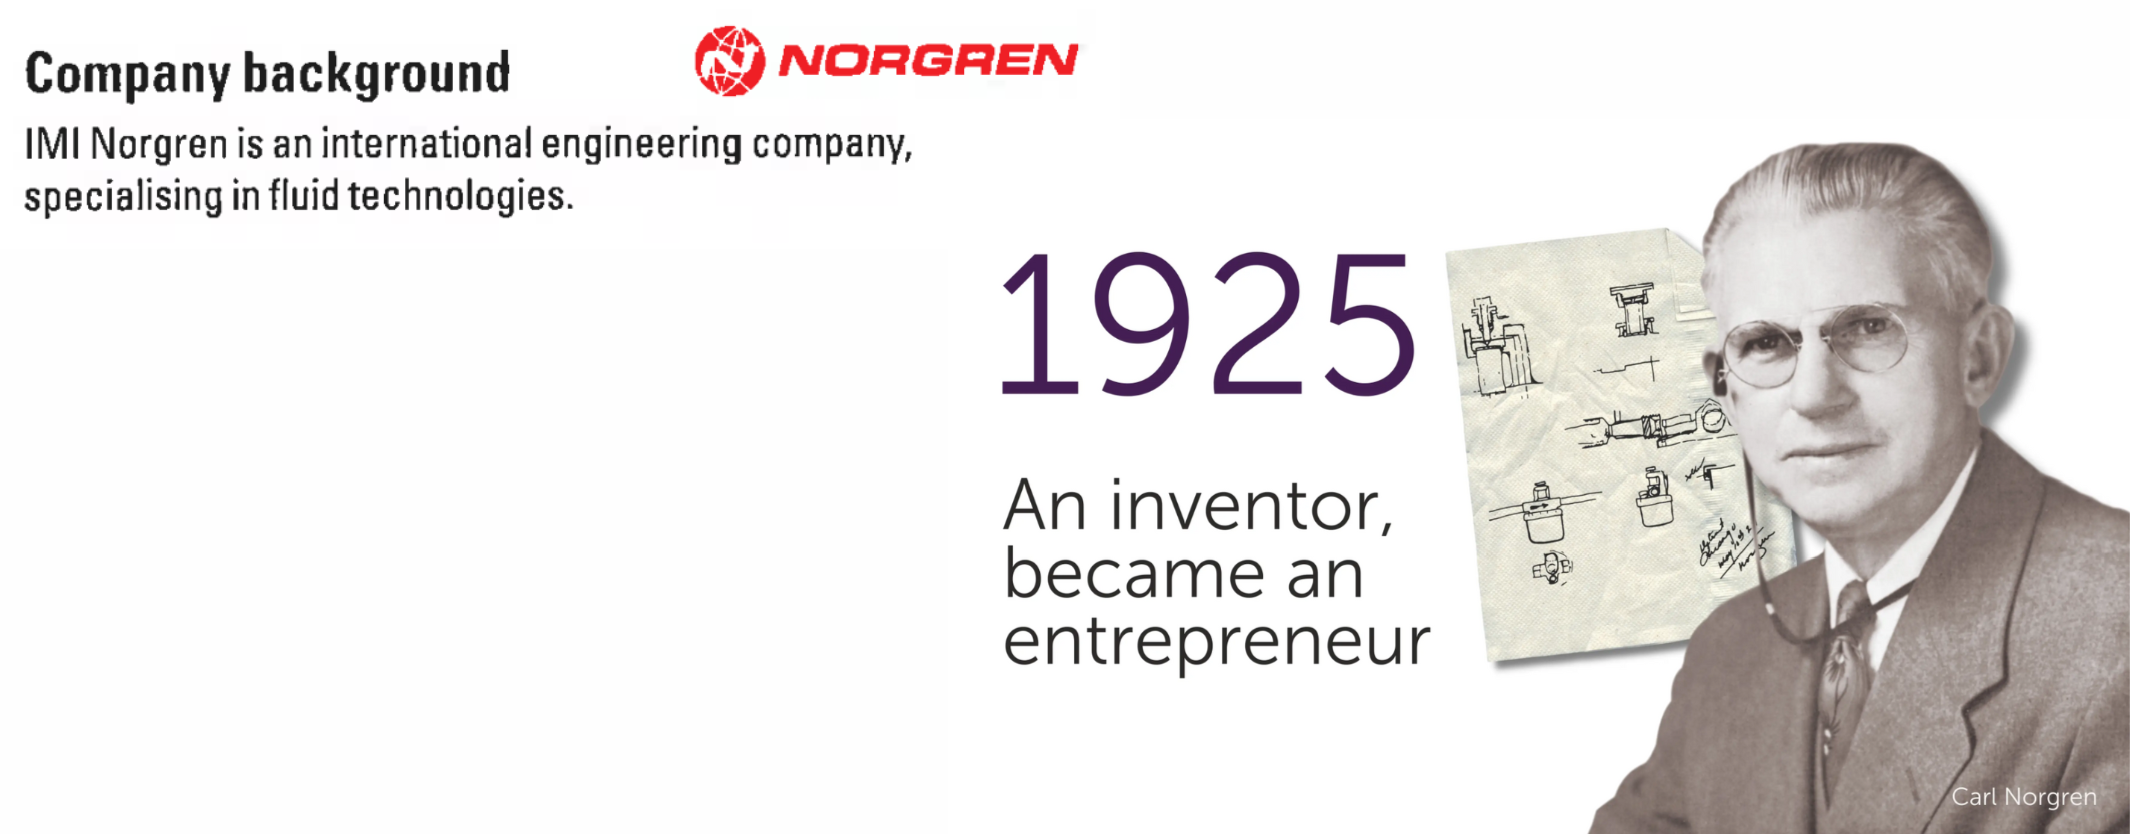 Company background
NORGREN
IMI Norgren is an international engineering company,
specialising in fluid technologies.
1925
An inventor,
became an
entrepreneur
Carl Norgren